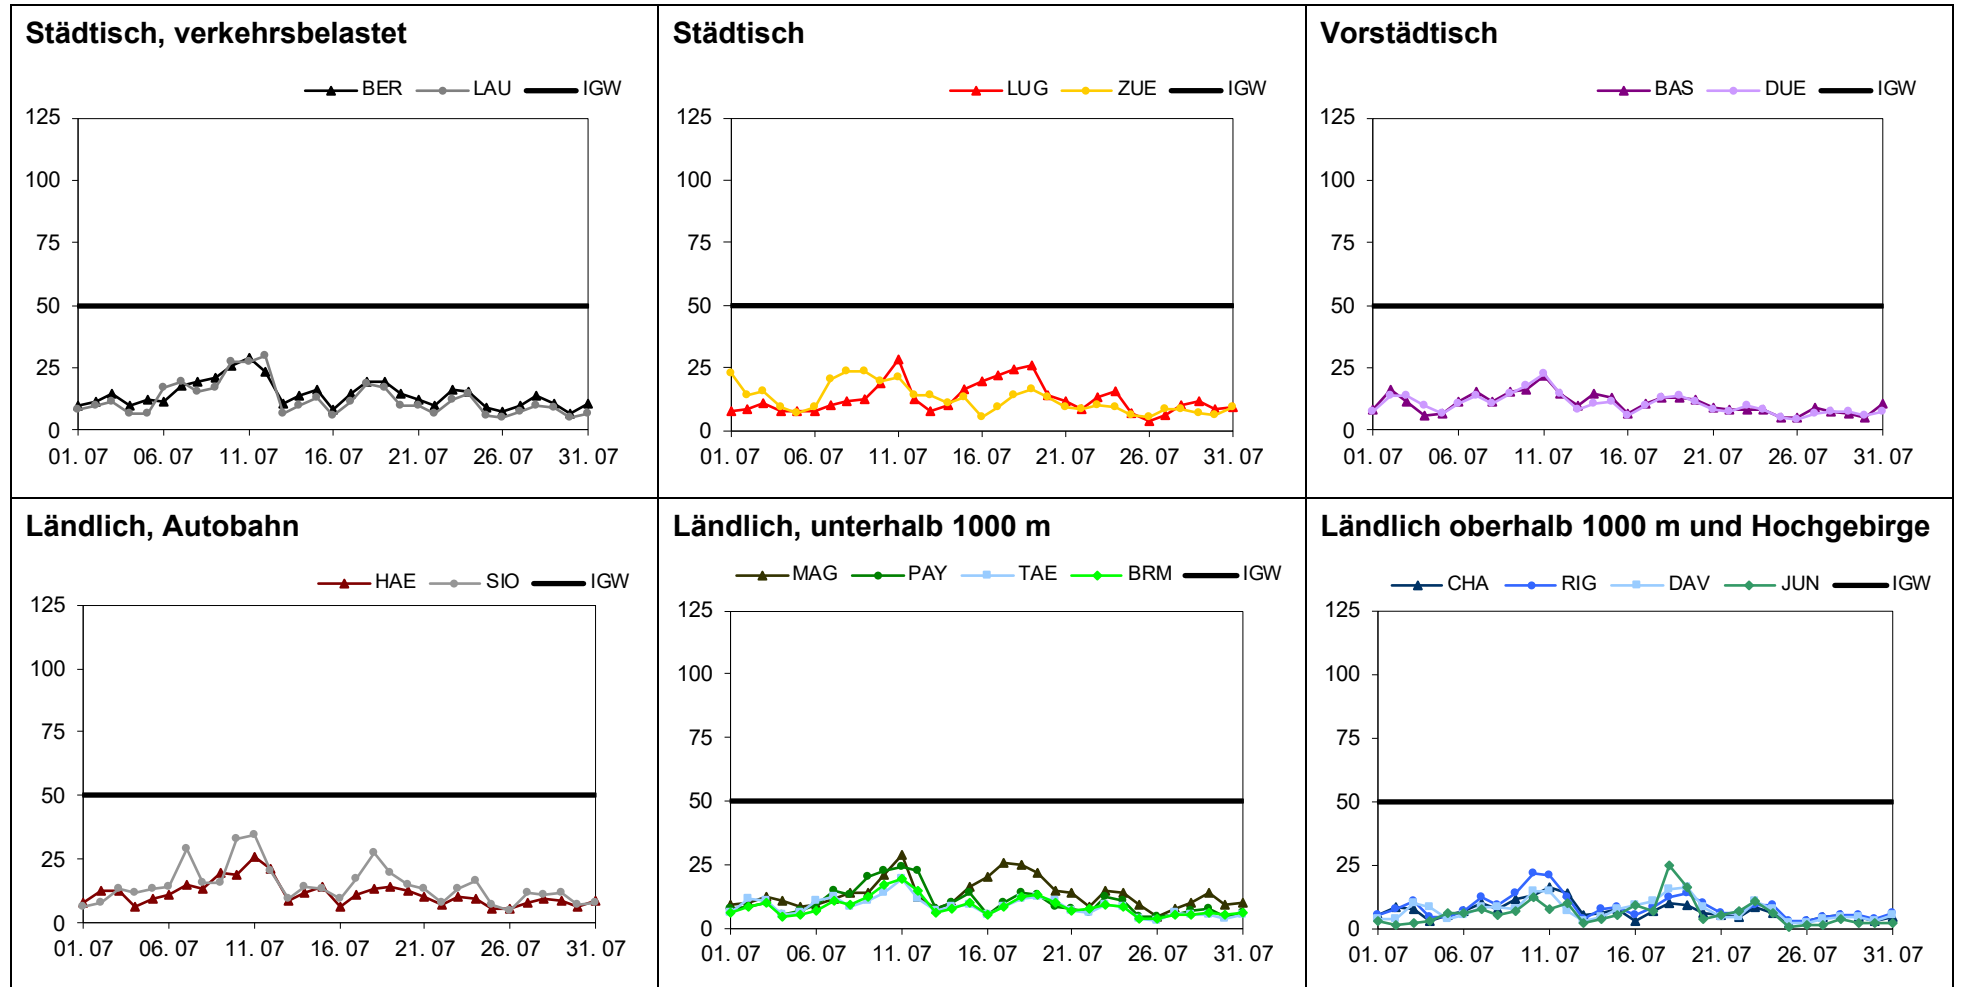 Städtisch, verkehrsbelastet
BER LAU IGW
125
100
75
50
25
0
01. 07 06. 07 11. 07 16. 07 21. 07 26. 07 31. 07
Städtisch
LUG ZUE IGW
125
100
75
50
25
0
01. 07 06. 07 11. 07 16. 07 21. 07 26. 07 31. 07
Vorstädtisch
BAS DUE IGW
125
100
75
50
25
0
01. 07 06. 07 11. 07 16. 07 21. 07 26. 07 31. 07
Ländlich, Autobahn
HAE SIO IGW
125
100
75
50
25
0
01. 07 06. 07 11. 07 16. 07 21. 07 26. 07 31. 07
Ländlich, unterhalb 1000 m
MAG PAY TAE BRM IGW
125
100
75
50
25
0
01. 07 06. 07 11. 07 16. 07 21. 07 26. 07 31. 07
Ländlich oberhalb 1000 m und Hochgebirge
CHA RIG DAV JUN IGW
125
100
75
50
25
0
01. 07 06. 07 11. 07 16. 07 21. 07 26. 07 31. 07